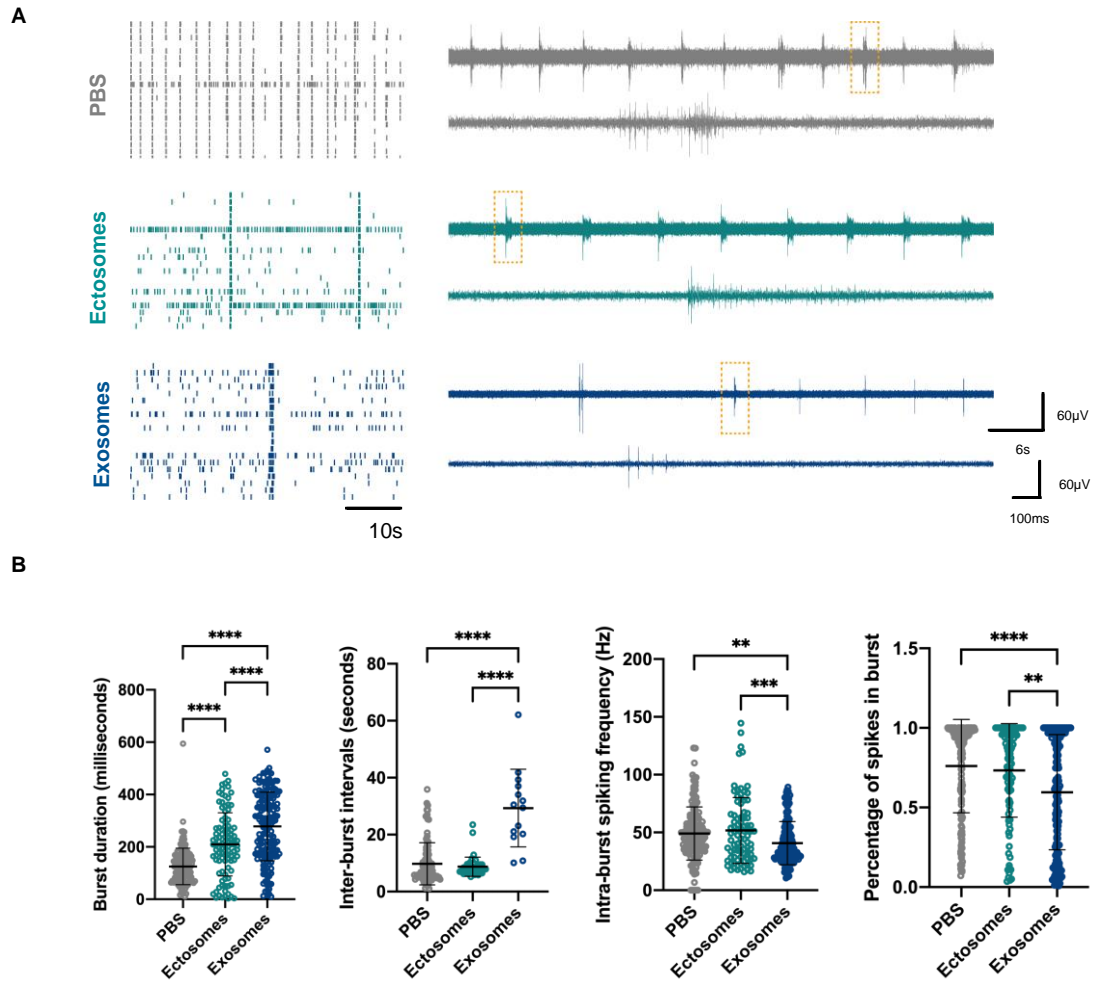 A
PBS
Ectosomes
Exosomes
10s
60µV
6s
60µV
100ms
B
Burst duration (milliseconds)
800
600
400
200
0
****
****
****
PBS
Ectosomes
Exosomes
Inter-burst intervals (seconds)
80
60
40
20
0
****
****
PBS
Ectosomes
Exosomes
Intra-burst spiking frequency (Hz)
200
150
100
50
0
**
***
PBS
Ectosomes
Exosomes
Percentage of spikes in burst
1.5
1.0
0.5
0.0
****
**
PBS
Ectosomes
Exosomes